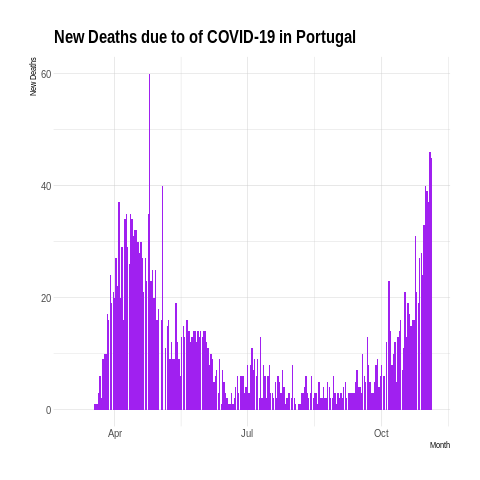 New Deaths due to of COVID-19 in Portugal
New Deaths
60
40
20
0
Apr
Jul
Oct
Month